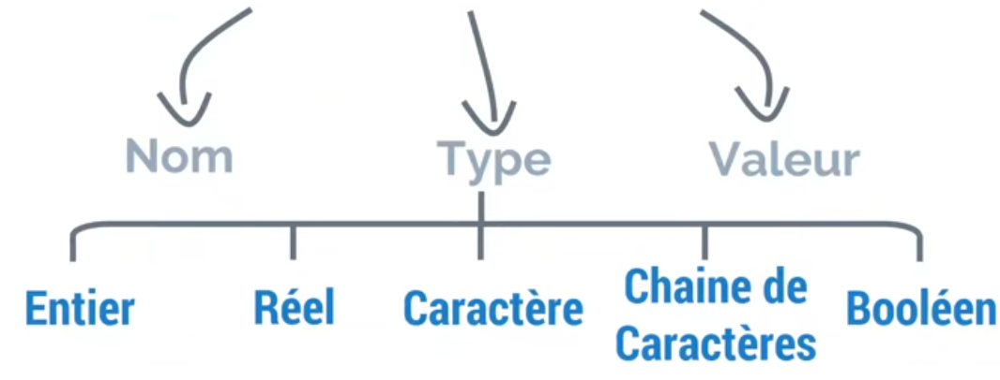 Nom
Type
Valeur
Entier
Réel
Caractère
Chaine de
Caractères
Booléen